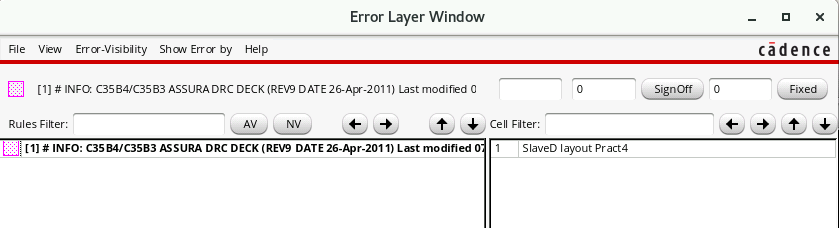 Error Layer Window
File View Error-Visibility Show Error by Help cādence
[1] # INFO: C35B4/C35B3 ASSURA DRC DECK (REV9 DATE 26-Apr-2011) Last modified 0 0 SignOff 0 Fixed
Rules Filter: AV NV Cell Filter:
[1] # INFO: C35B4/C35B3 ASSURA DRC DECK (REV9 DATE 26-Apr-2011) Last modified 07 1 SlaveD layout Pract4